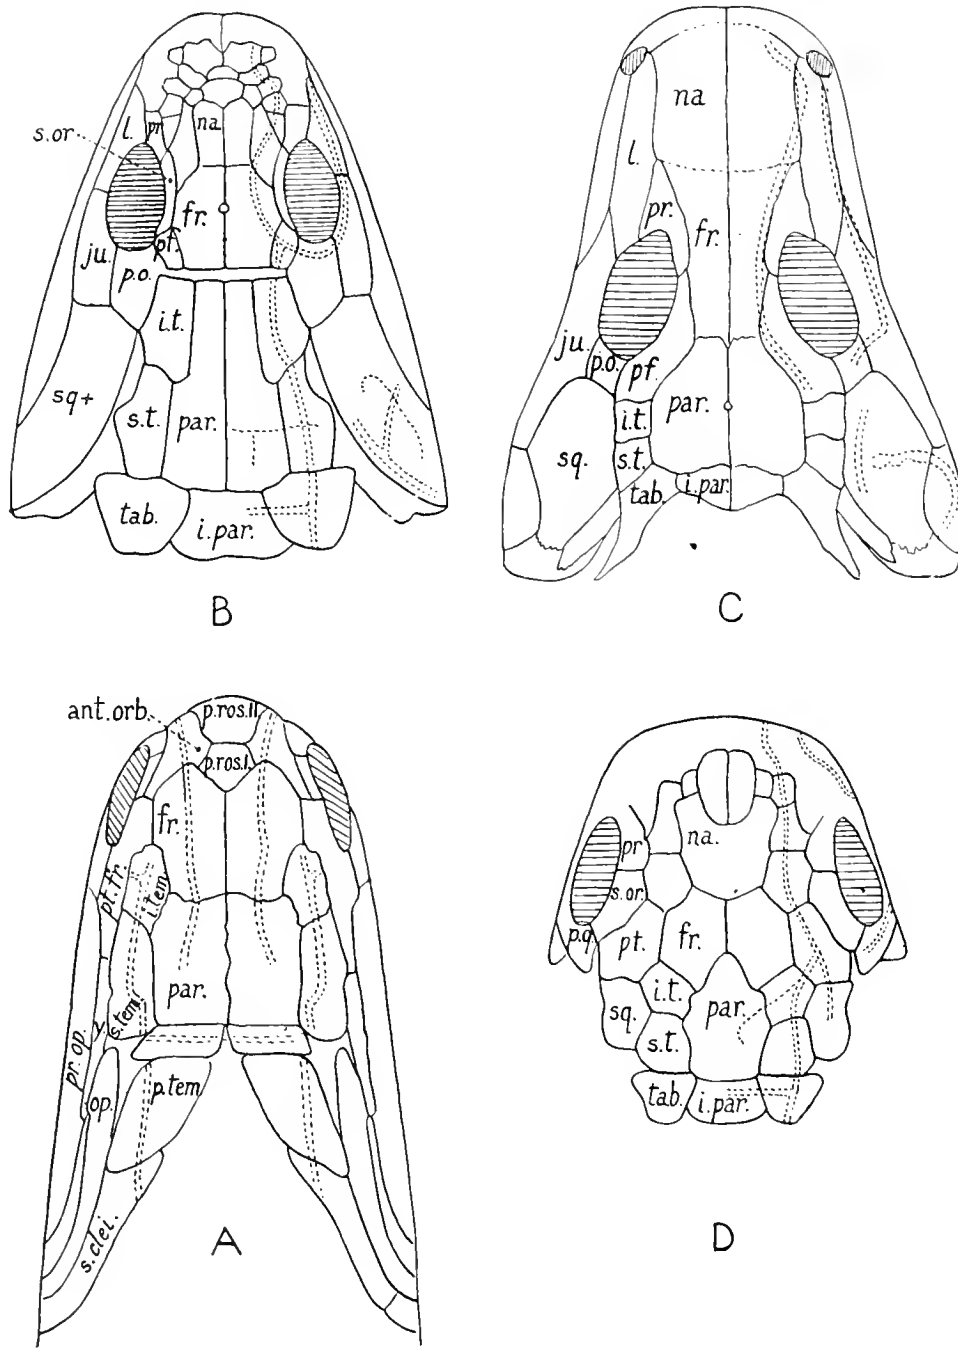 s.or
l.
pr
na.
fr.
pf.
ju.
p.o.
i.t.
sq+
s.t.
par.
tab.
i.par.
B
na
l.
pr.
fr.
ju.
p.o.
pf
i.t.
par.
sq.
s.t.
tab.
i.par.
C
ant.orb.
p.ros.II
p.ros.I.
fr.
pt.fr.
i.tem.
par.
s.tem.
y.
pr.op.
op.
p.tem
s.clei.
A
pr
na.
s.or.
p.q.
pt.
fr.
i.t.
par.
sq.
s.t.
tab.
i.par.
D